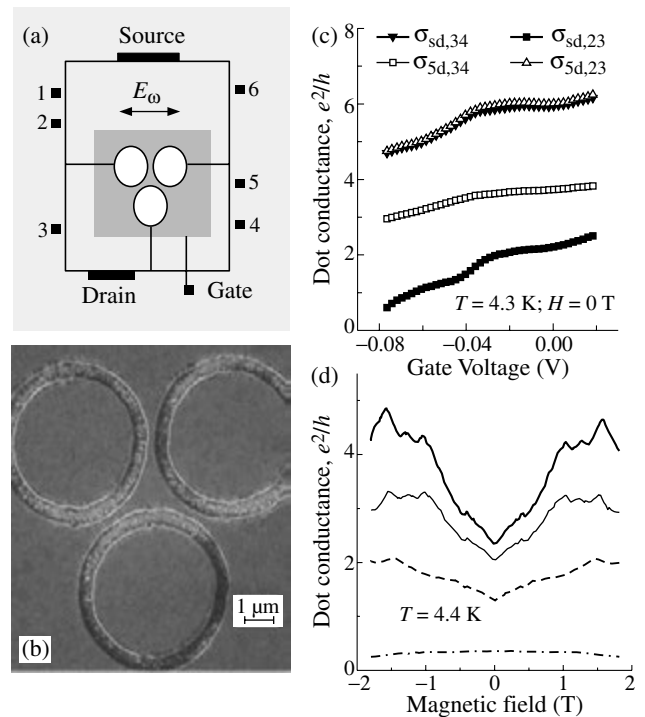 (a)
Source
1
2
E_ω
6
5
3
4
Drain
Gate
(b)
1 μm
(c)
σ_sd,34
σ_sd,23
σ_5d,34
σ_5d,23
Dot conductance, e²/h
8
6
4
2
0
T = 4.3 K; H = 0 T
−0.08
−0.04
0.00
Gate Voltage (V)
(d)
Dot conductance, e²/h
4
2
0
T = 4.4 K
−2
−1
0
1
2
Magnetic field (T)